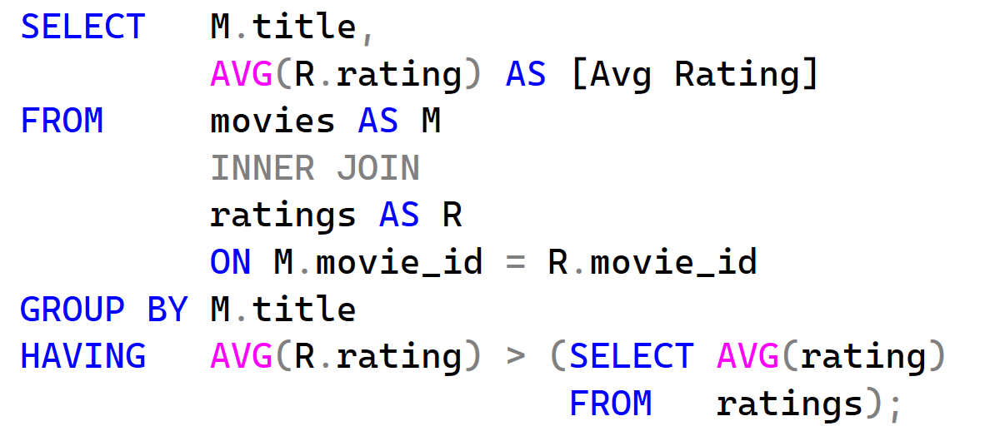 SELECT   M.title,
         AVG(R.rating) AS [Avg Rating]
FROM     movies AS M
         INNER JOIN
         ratings AS R
         ON M.movie_id = R.movie_id
GROUP BY M.title
HAVING   AVG(R.rating) > (SELECT AVG(rating)
                          FROM   ratings);